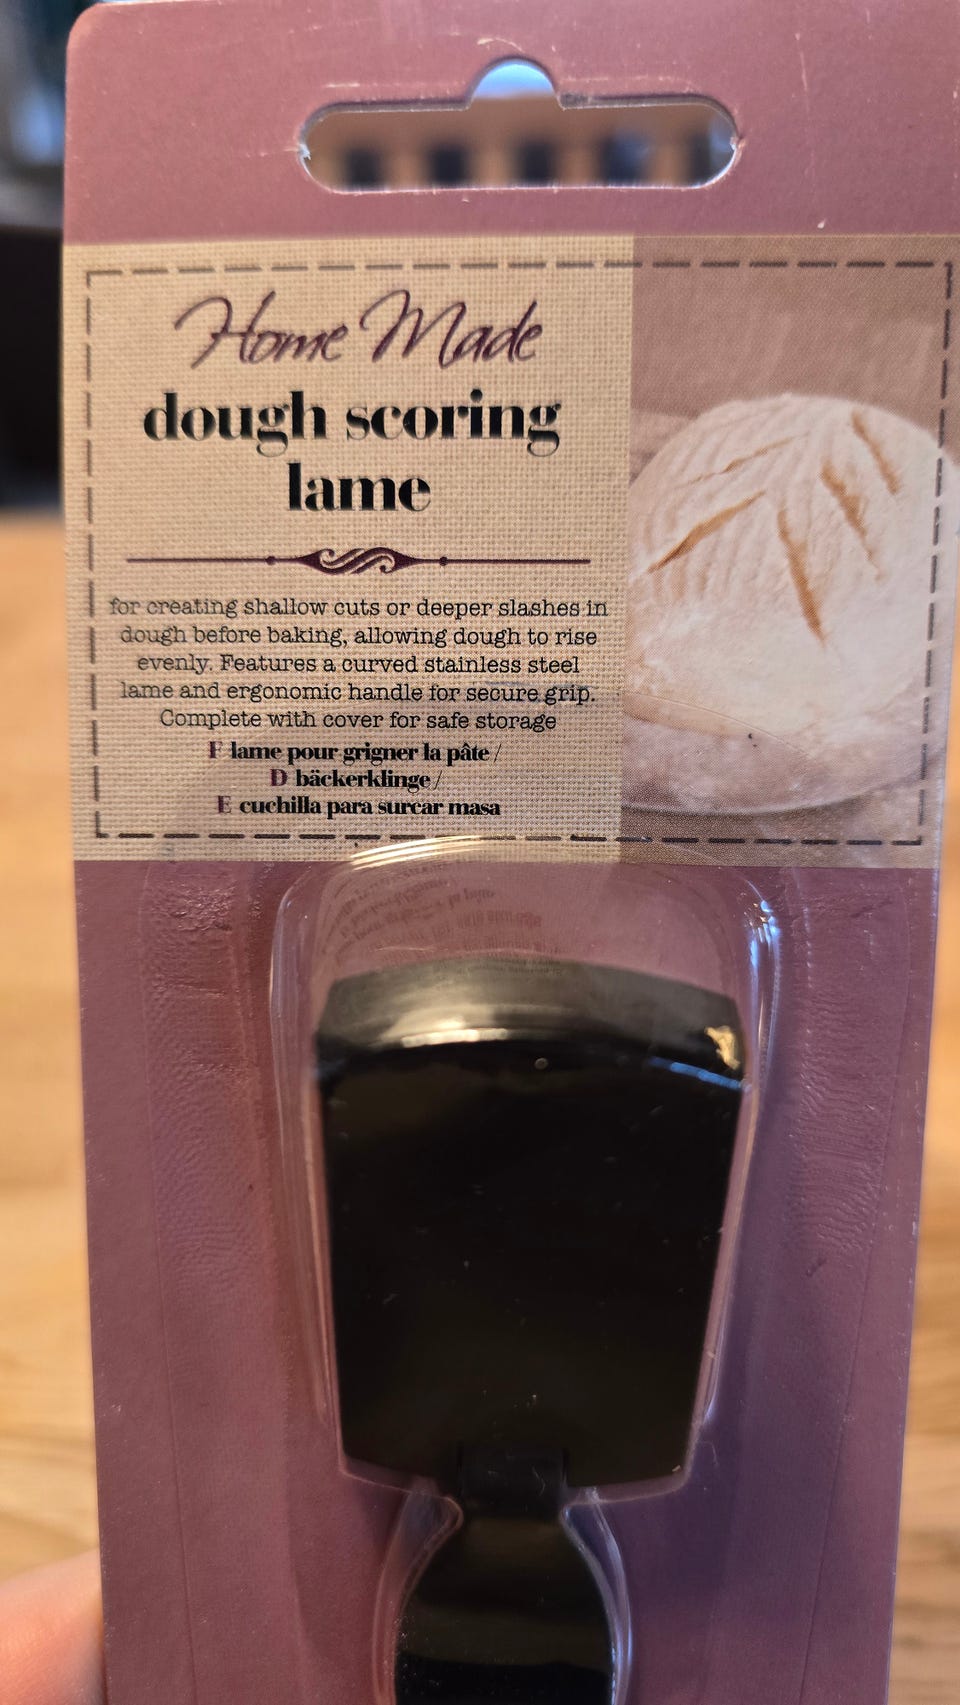 Home Made
dough scoring
lame
for creating shallow cuts or deeper slashes in
dough before baking, allowing dough to rise
evenly. Features a curved stainless steel
lame and ergonomic handle for secure grip.
Complete with cover for safe storage
F lame pour grigner la pâte /
D bäckerklinge /
E cuchilla para surcar masa